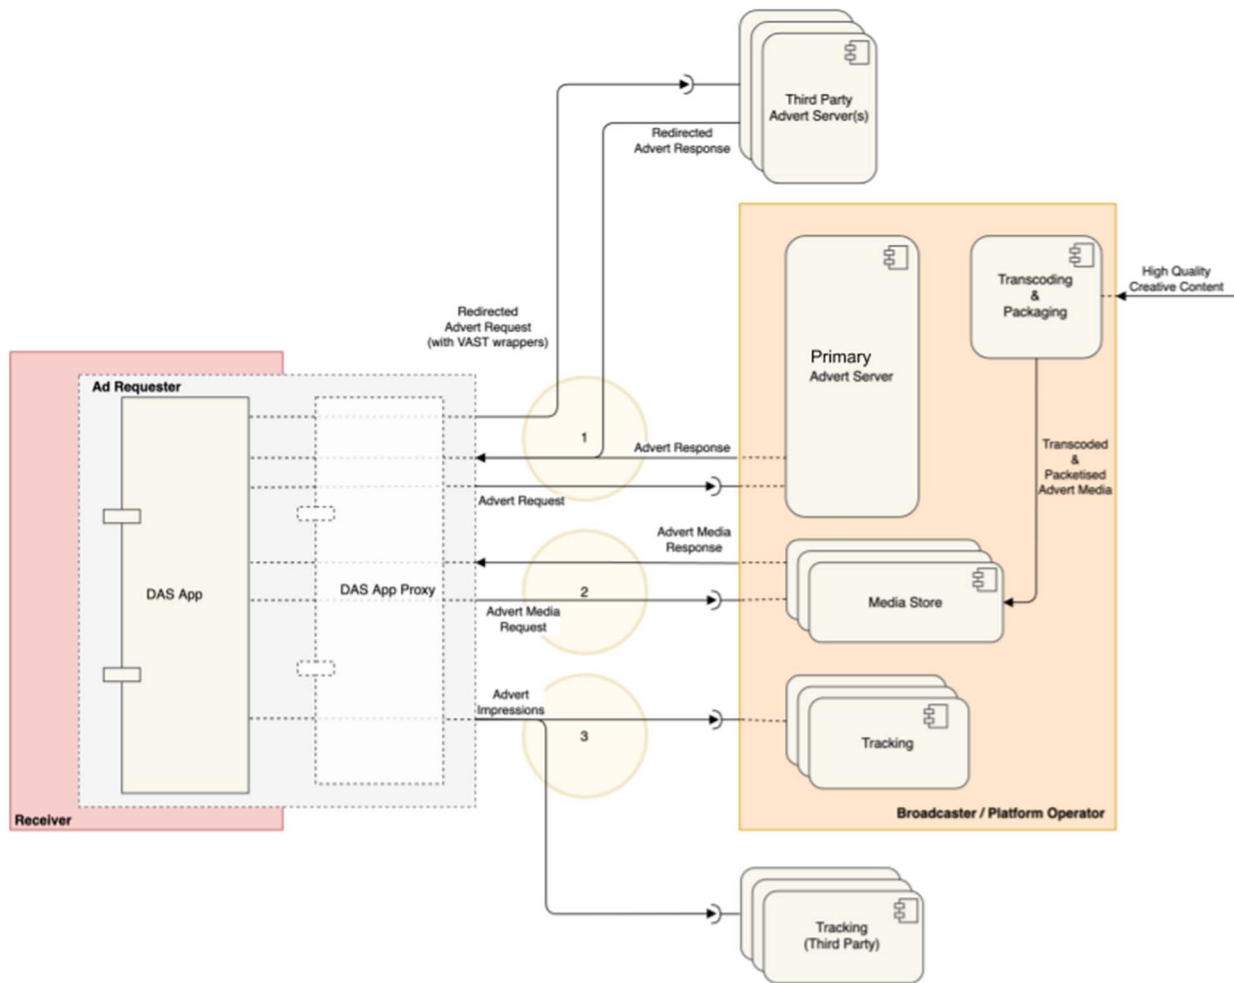 Third Party
Advert Server(s)
Redirected
Advert Response
High Quality
Creative Content
Transcoding
&
Packaging
Redirected
Advert Request
(with VAST wrappers)
Primary
Advert Server
Ad Requester
1
Advert Response
Advert Request
Transcoded
&
Packetised
Advert Media
Advert Media
Response
DAS App
DAS App Proxy
2
Advert Media
Request
Media Store
Advert
Impressions
3
Tracking
Receiver
Broadcaster / Platform Operator
Tracking
(Third Party)